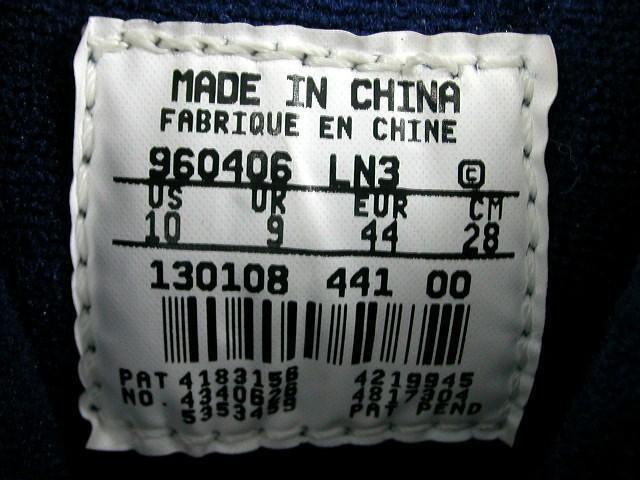 MADE IN CHINA
FABRIQUE EN CHINE
960406 LN3 E
US UK EUR CM
10 9 44 28
130108 441 00
PAT 4183156 4219945
NO. 4340626 4817304
PAT PEND